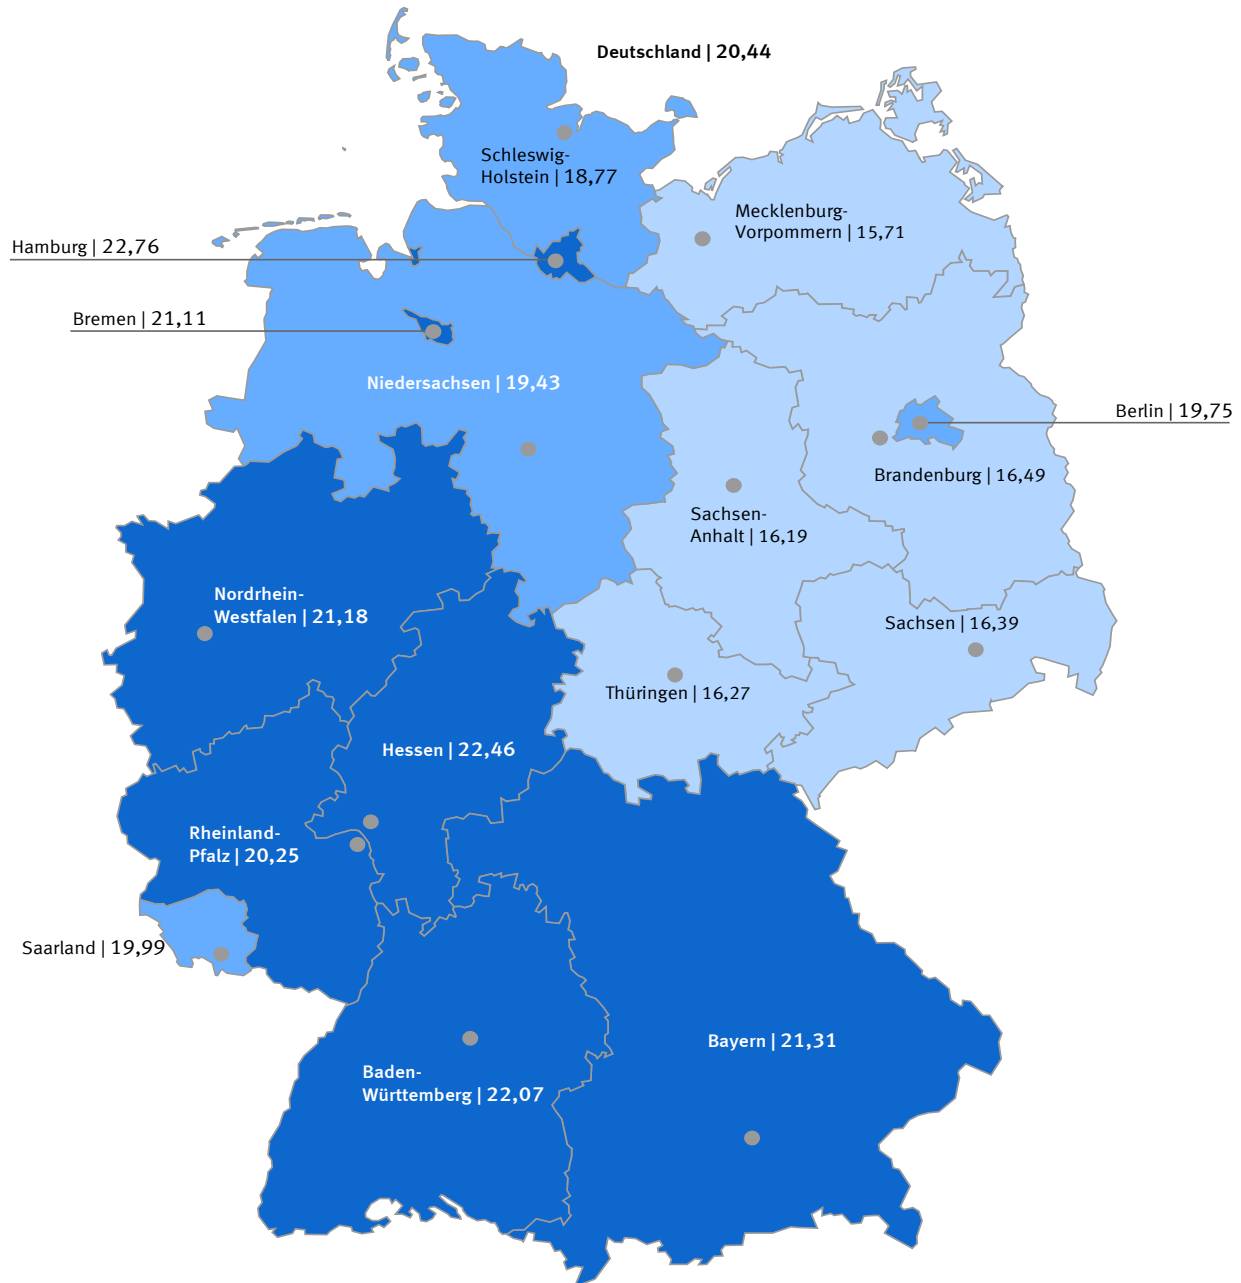 Deutschland | 20,44
Schleswig-
Holstein | 18,77
Mecklenburg-
Vorpommern | 15,71
Hamburg | 22,76
Bremen | 21,11
Niedersachsen | 19,43
Berlin | 19,75
Brandenburg | 16,49
Sachsen-
Anhalt | 16,19
Nordrhein-
Westfalen | 21,18
Sachsen | 16,39
Thüringen | 16,27
Hessen | 22,46
Rheinland-
Pfalz | 20,25
Saarland | 19,99
Bayern | 21,31
Baden-
Württemberg | 22,07